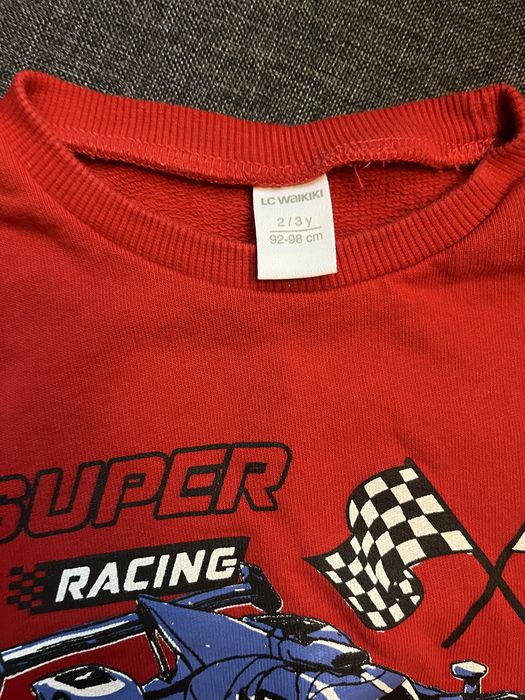 LC WAIKIKI
2 / 3 y
92-98 cm
SUPER
RACING